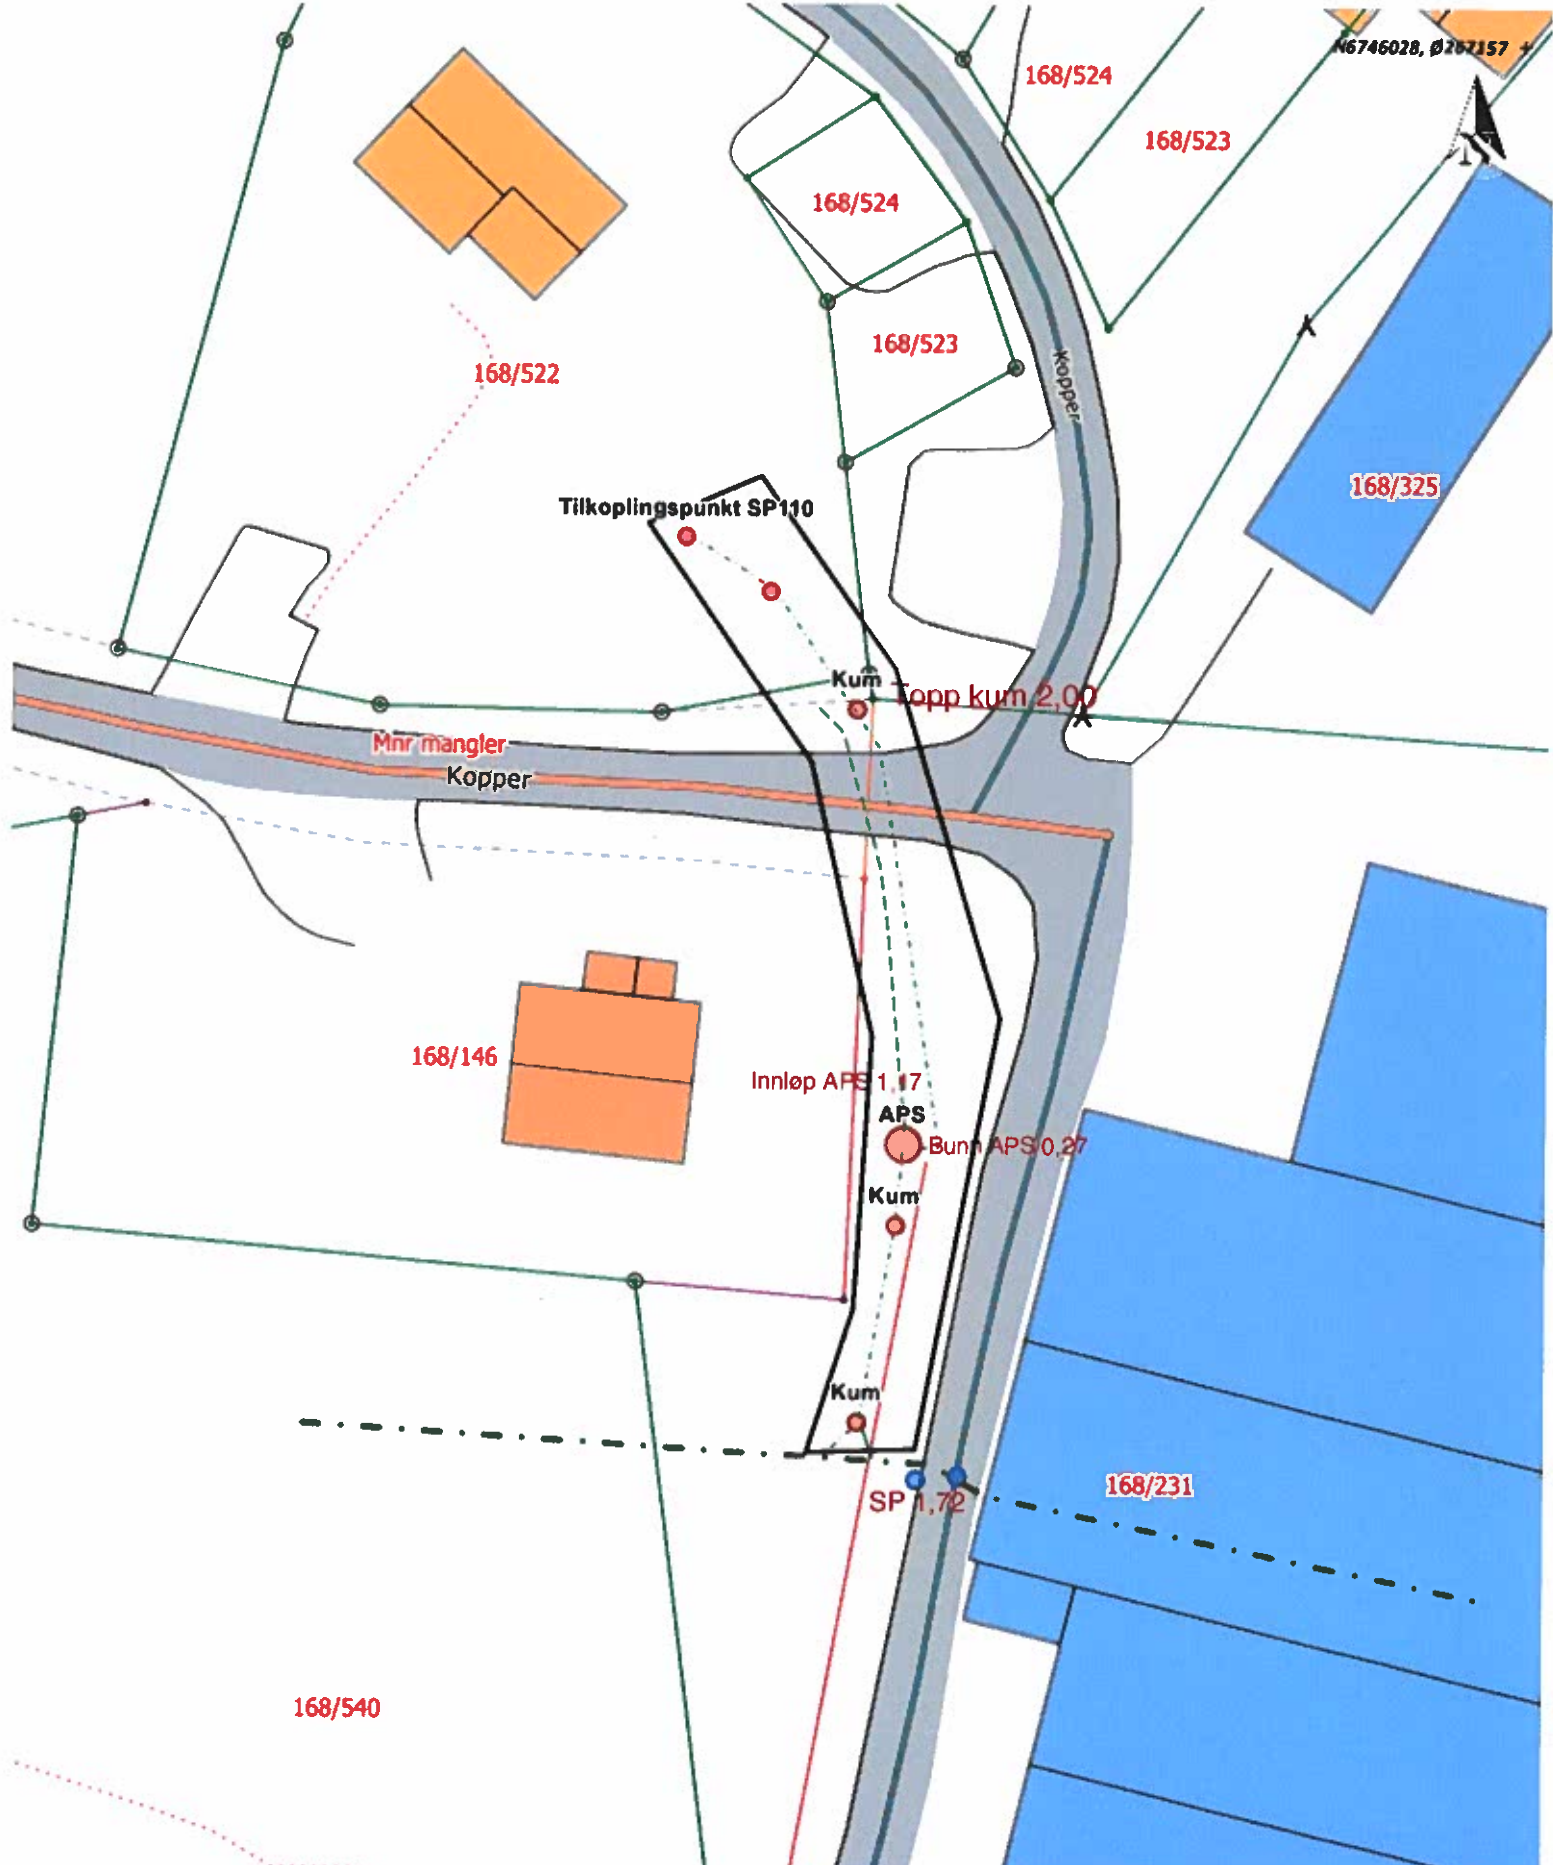 N6746028, Ø267157 +
168/524
168/523
N
168/524
168/523
Kopper
168/522
168/325
Tilkoplingspunkt SP110
Kum
Topp kum 2,00
Mnr mangler
Kopper
168/146
Innløp APS 1,17
APS
Bunn APS 0,27
Kum
Kum
168/231
SP 1,72
168/540